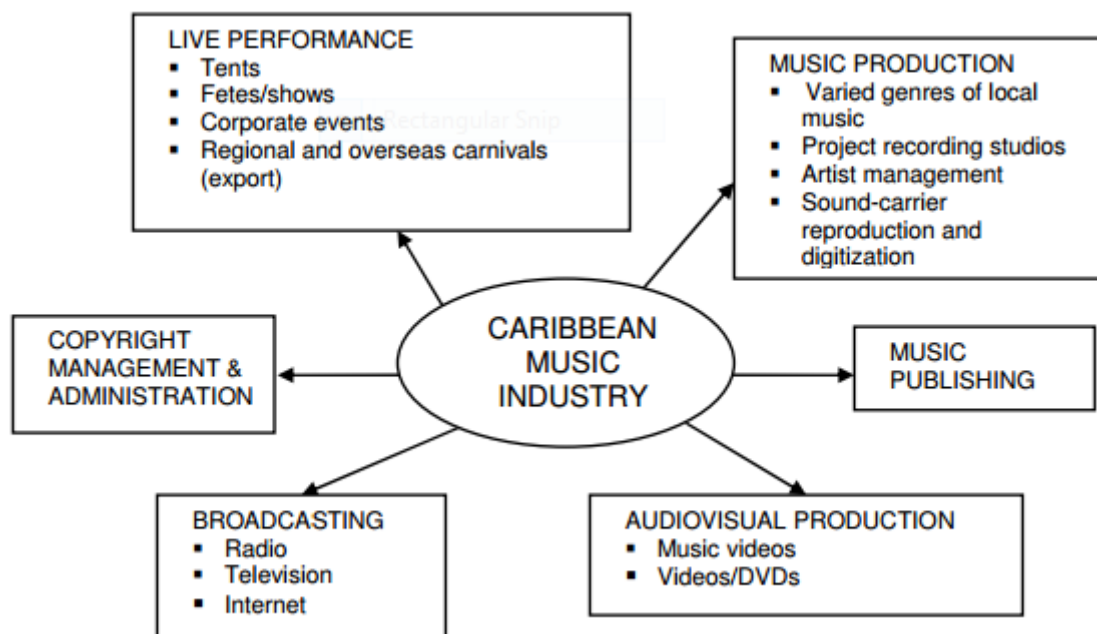 LIVE PERFORMANCE
▪ Tents
▪ Fetes/shows
▪ Corporate events
▪ Regional and overseas carnivals
(export)
Rectangular Snip
MUSIC PRODUCTION
▪ Varied genres of local
music
▪ Project recording studios
▪ Artist management
▪ Sound-carrier
reproduction and
digitization
CARIBBEAN
MUSIC
INDUSTRY
COPYRIGHT
MANAGEMENT &
ADMINISTRATION
MUSIC
PUBLISHING
BROADCASTING
▪ Radio
▪ Television
▪ Internet
AUDIOVISUAL PRODUCTION
▪ Music videos
▪ Videos/DVDs